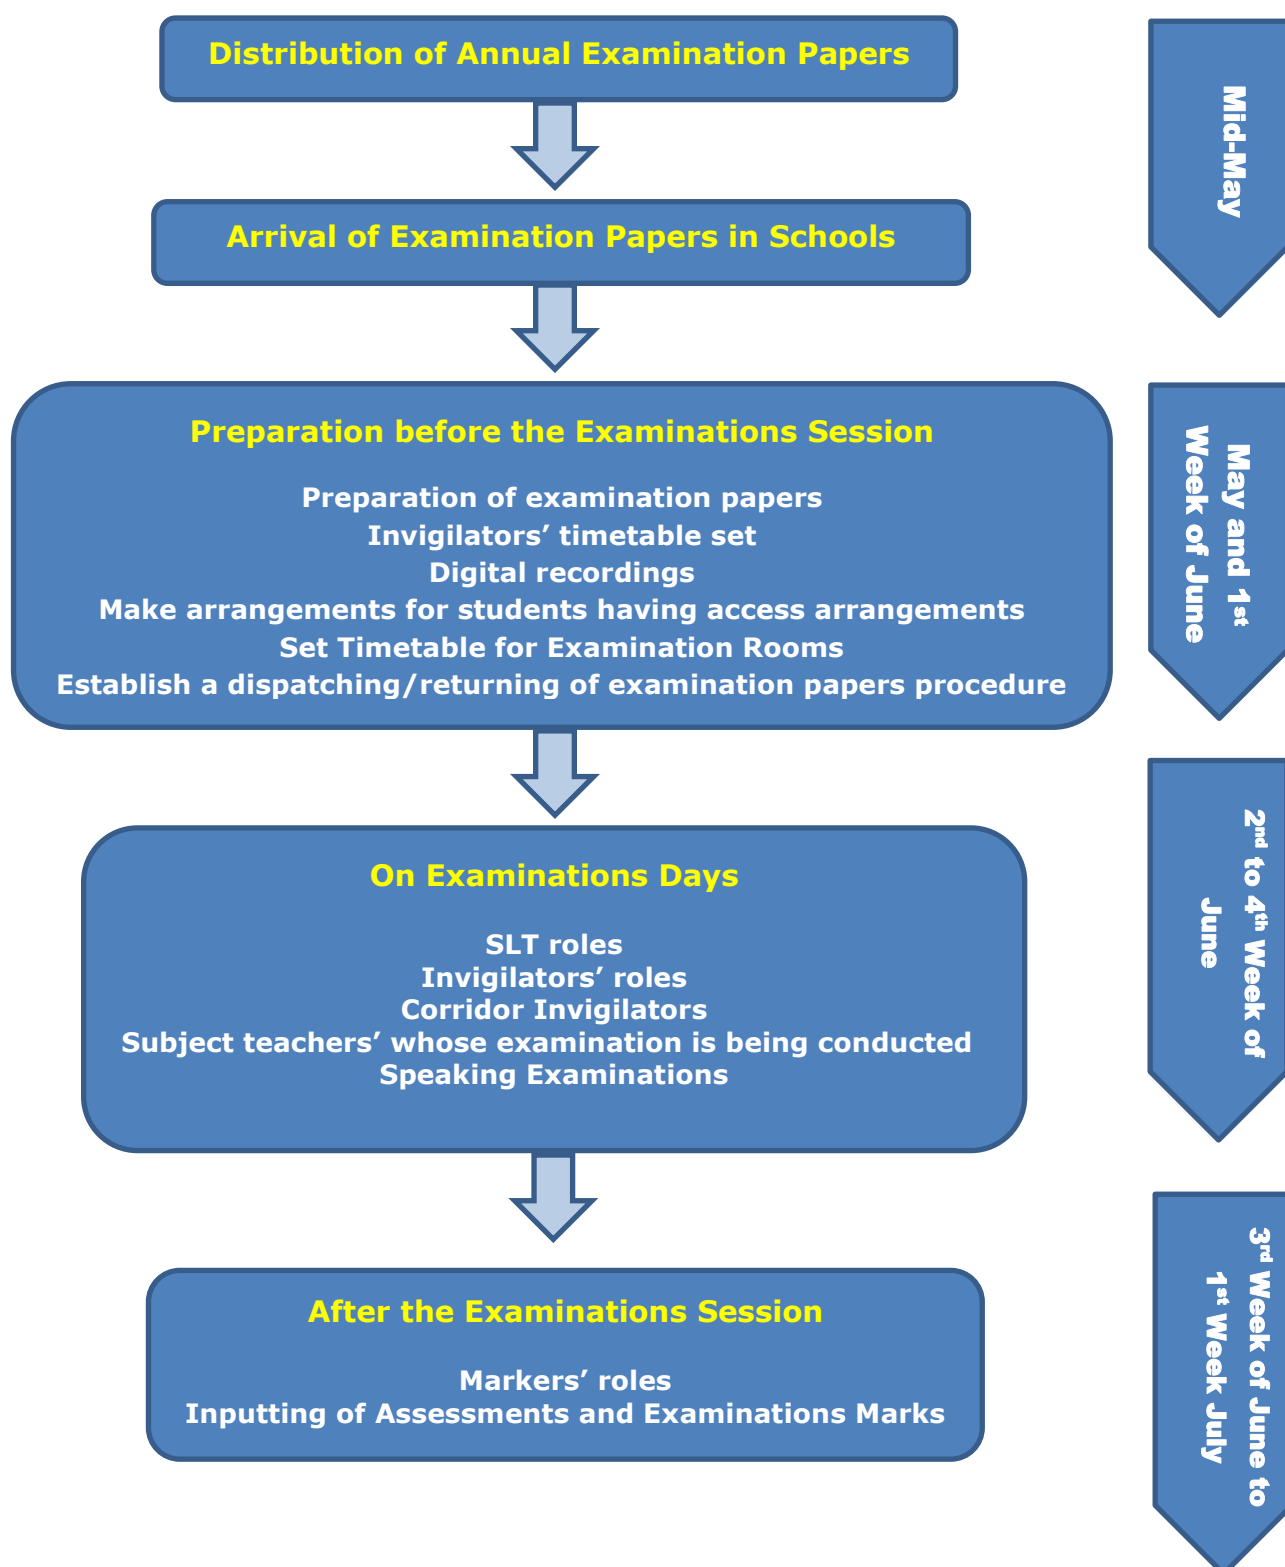 Distribution of Annual Examination Papers
Mid-May
Arrival of Examination Papers in Schools
Preparation before the Examinations Session
Preparation of examination papers
Invigilators’ timetable set
Digital recordings
Make arrangements for students having access arrangements
Set Timetable for Examination Rooms
Establish a dispatching/returning of examination papers procedure
May and 1st
Week of June
On Examinations Days
SLT roles
Invigilators’ roles
Corridor Invigilators
Subject teachers’ whose examination is being conducted
Speaking Examinations
2nd to 4th Week of
June
After the Examinations Session
Markers’ roles
Inputting of Assessments and Examinations Marks
3rd Week of June to
1st Week July